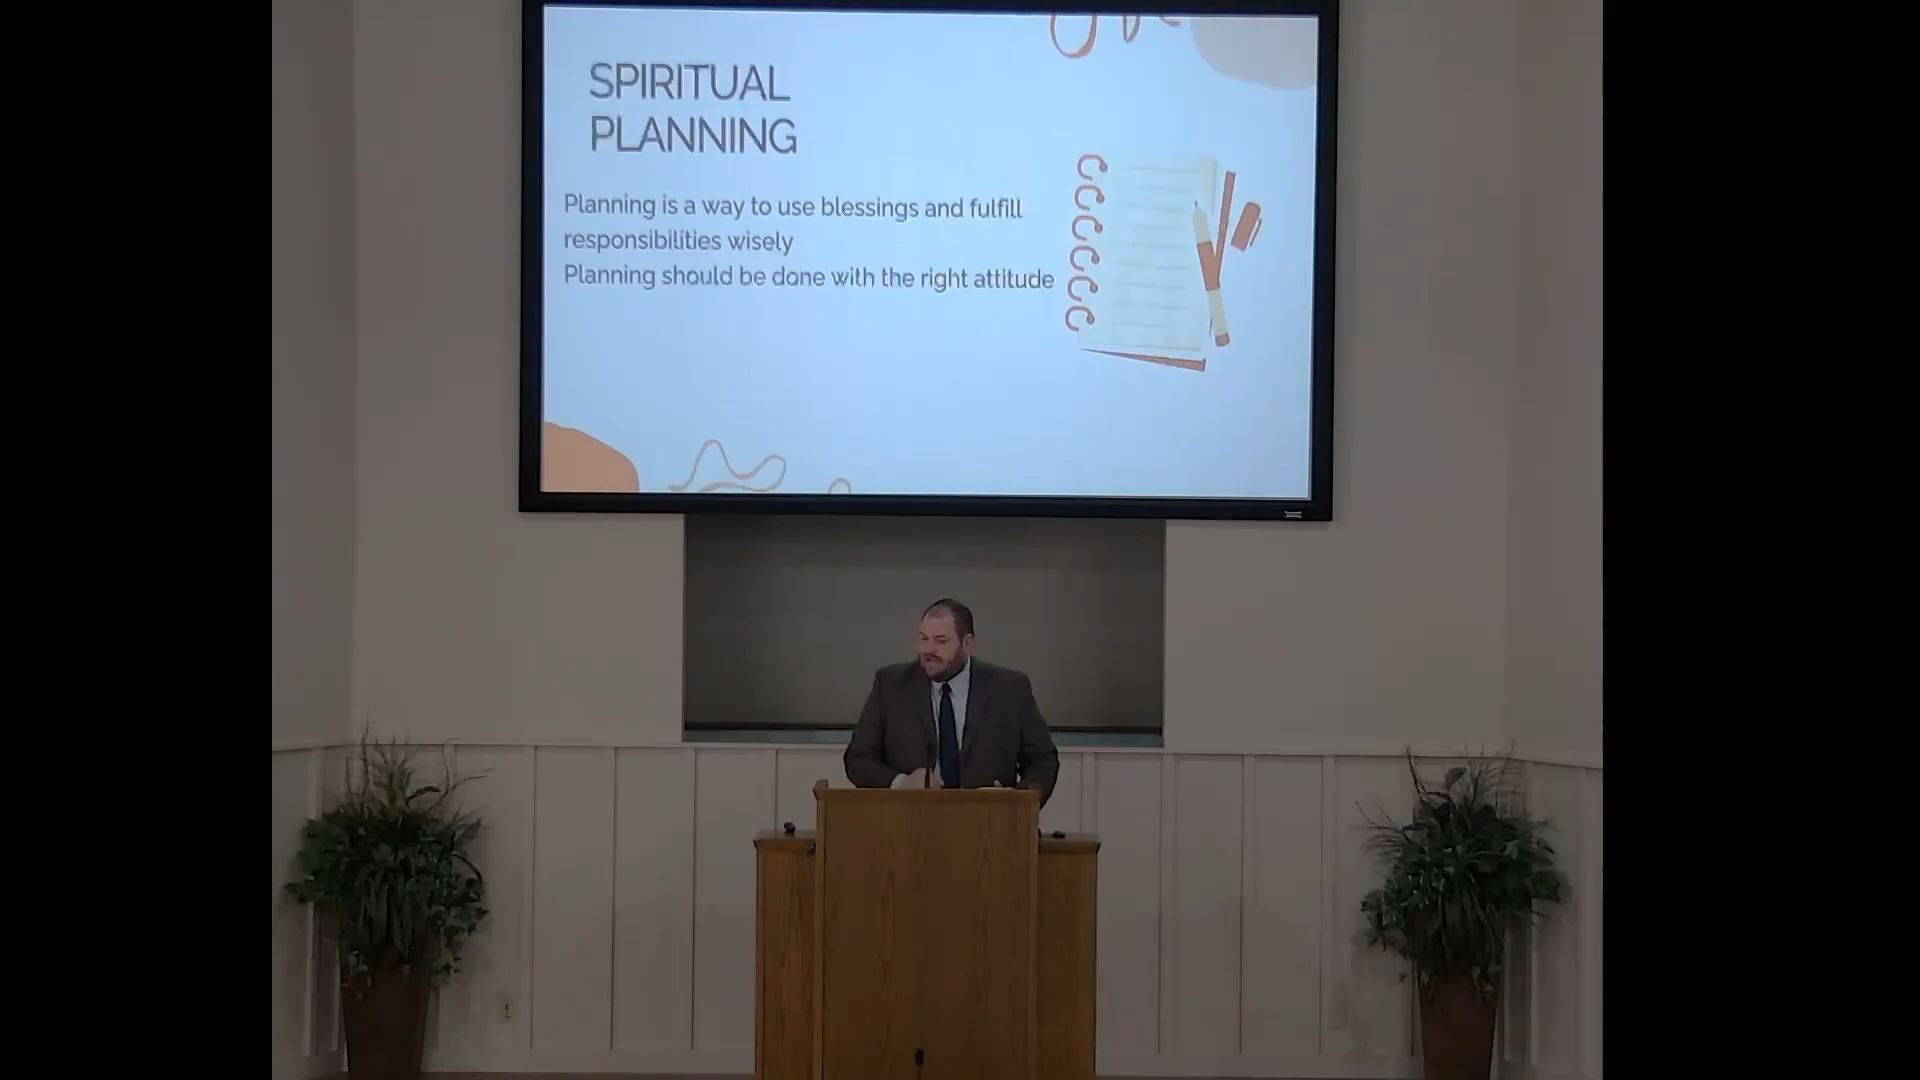 SPIRITUAL
PLANNING
Planning is a way to use blessings and fulfill
responsibilities wisely
Planning should be done with the right attitude